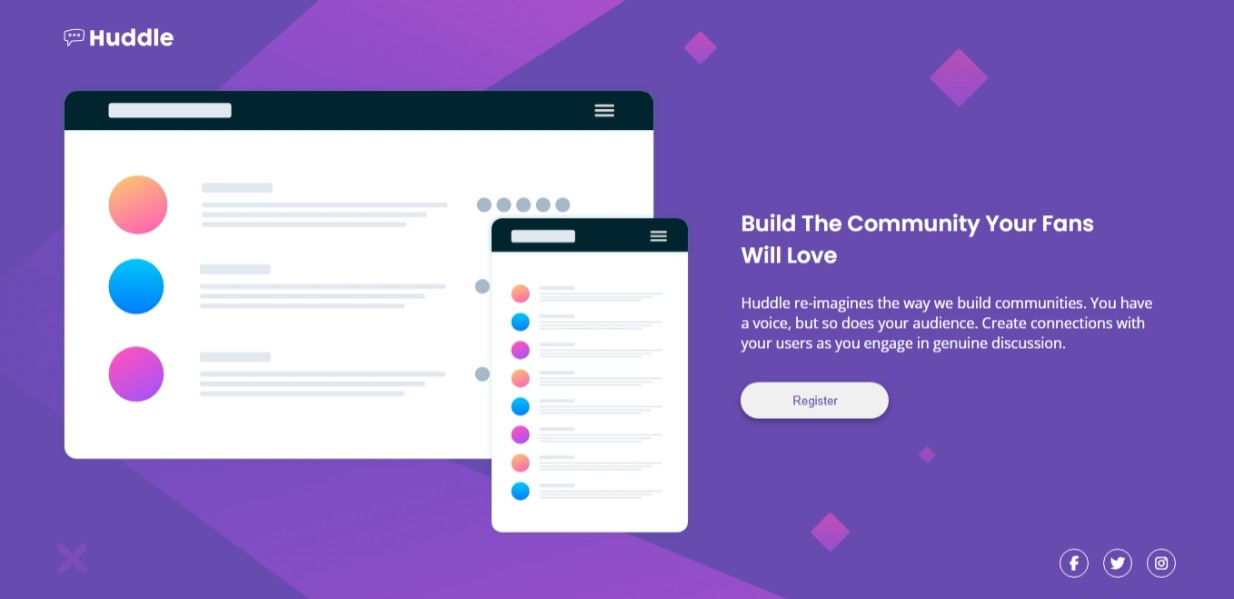 Huddle
Build The Community Your Fans
Will Love
Huddle re-imagines the way we build communities. You have
a voice, but so does your audience. Create connections with
your users as you engage in genuine discussion.
Register